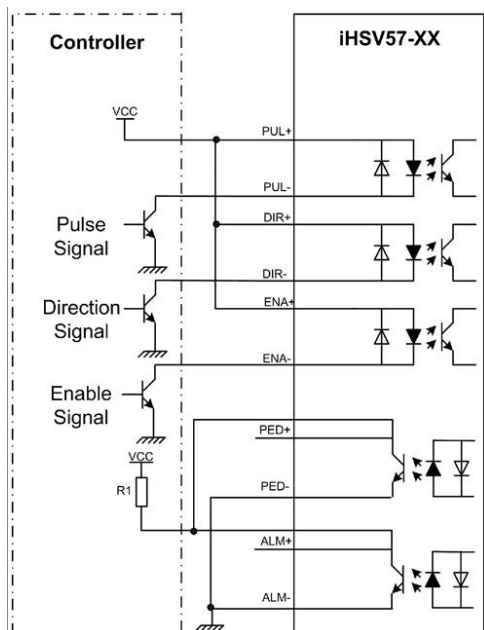 Controller
iHSV57-XX
VCC
PUL+
PUL-
Pulse
Signal
DIR+
DIR-
Direction
Signal
ENA+
ENA-
Enable
Signal
PED+
VCC
R1
PED-
ALM+
ALM-